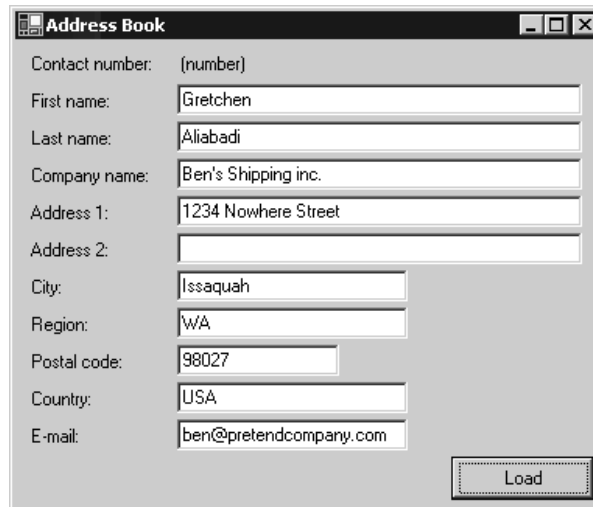 Address Book
Contact number: (number)
First name: Gretchen
Last name: Aliabadi
Company name: Ben's Shipping inc.
Address 1: 1234 Nowhere Street
Address 2:
City: Issaquah
Region: WA
Postal code: 98027
Country: USA
E-mail: ben@pretendcompany.com
Load